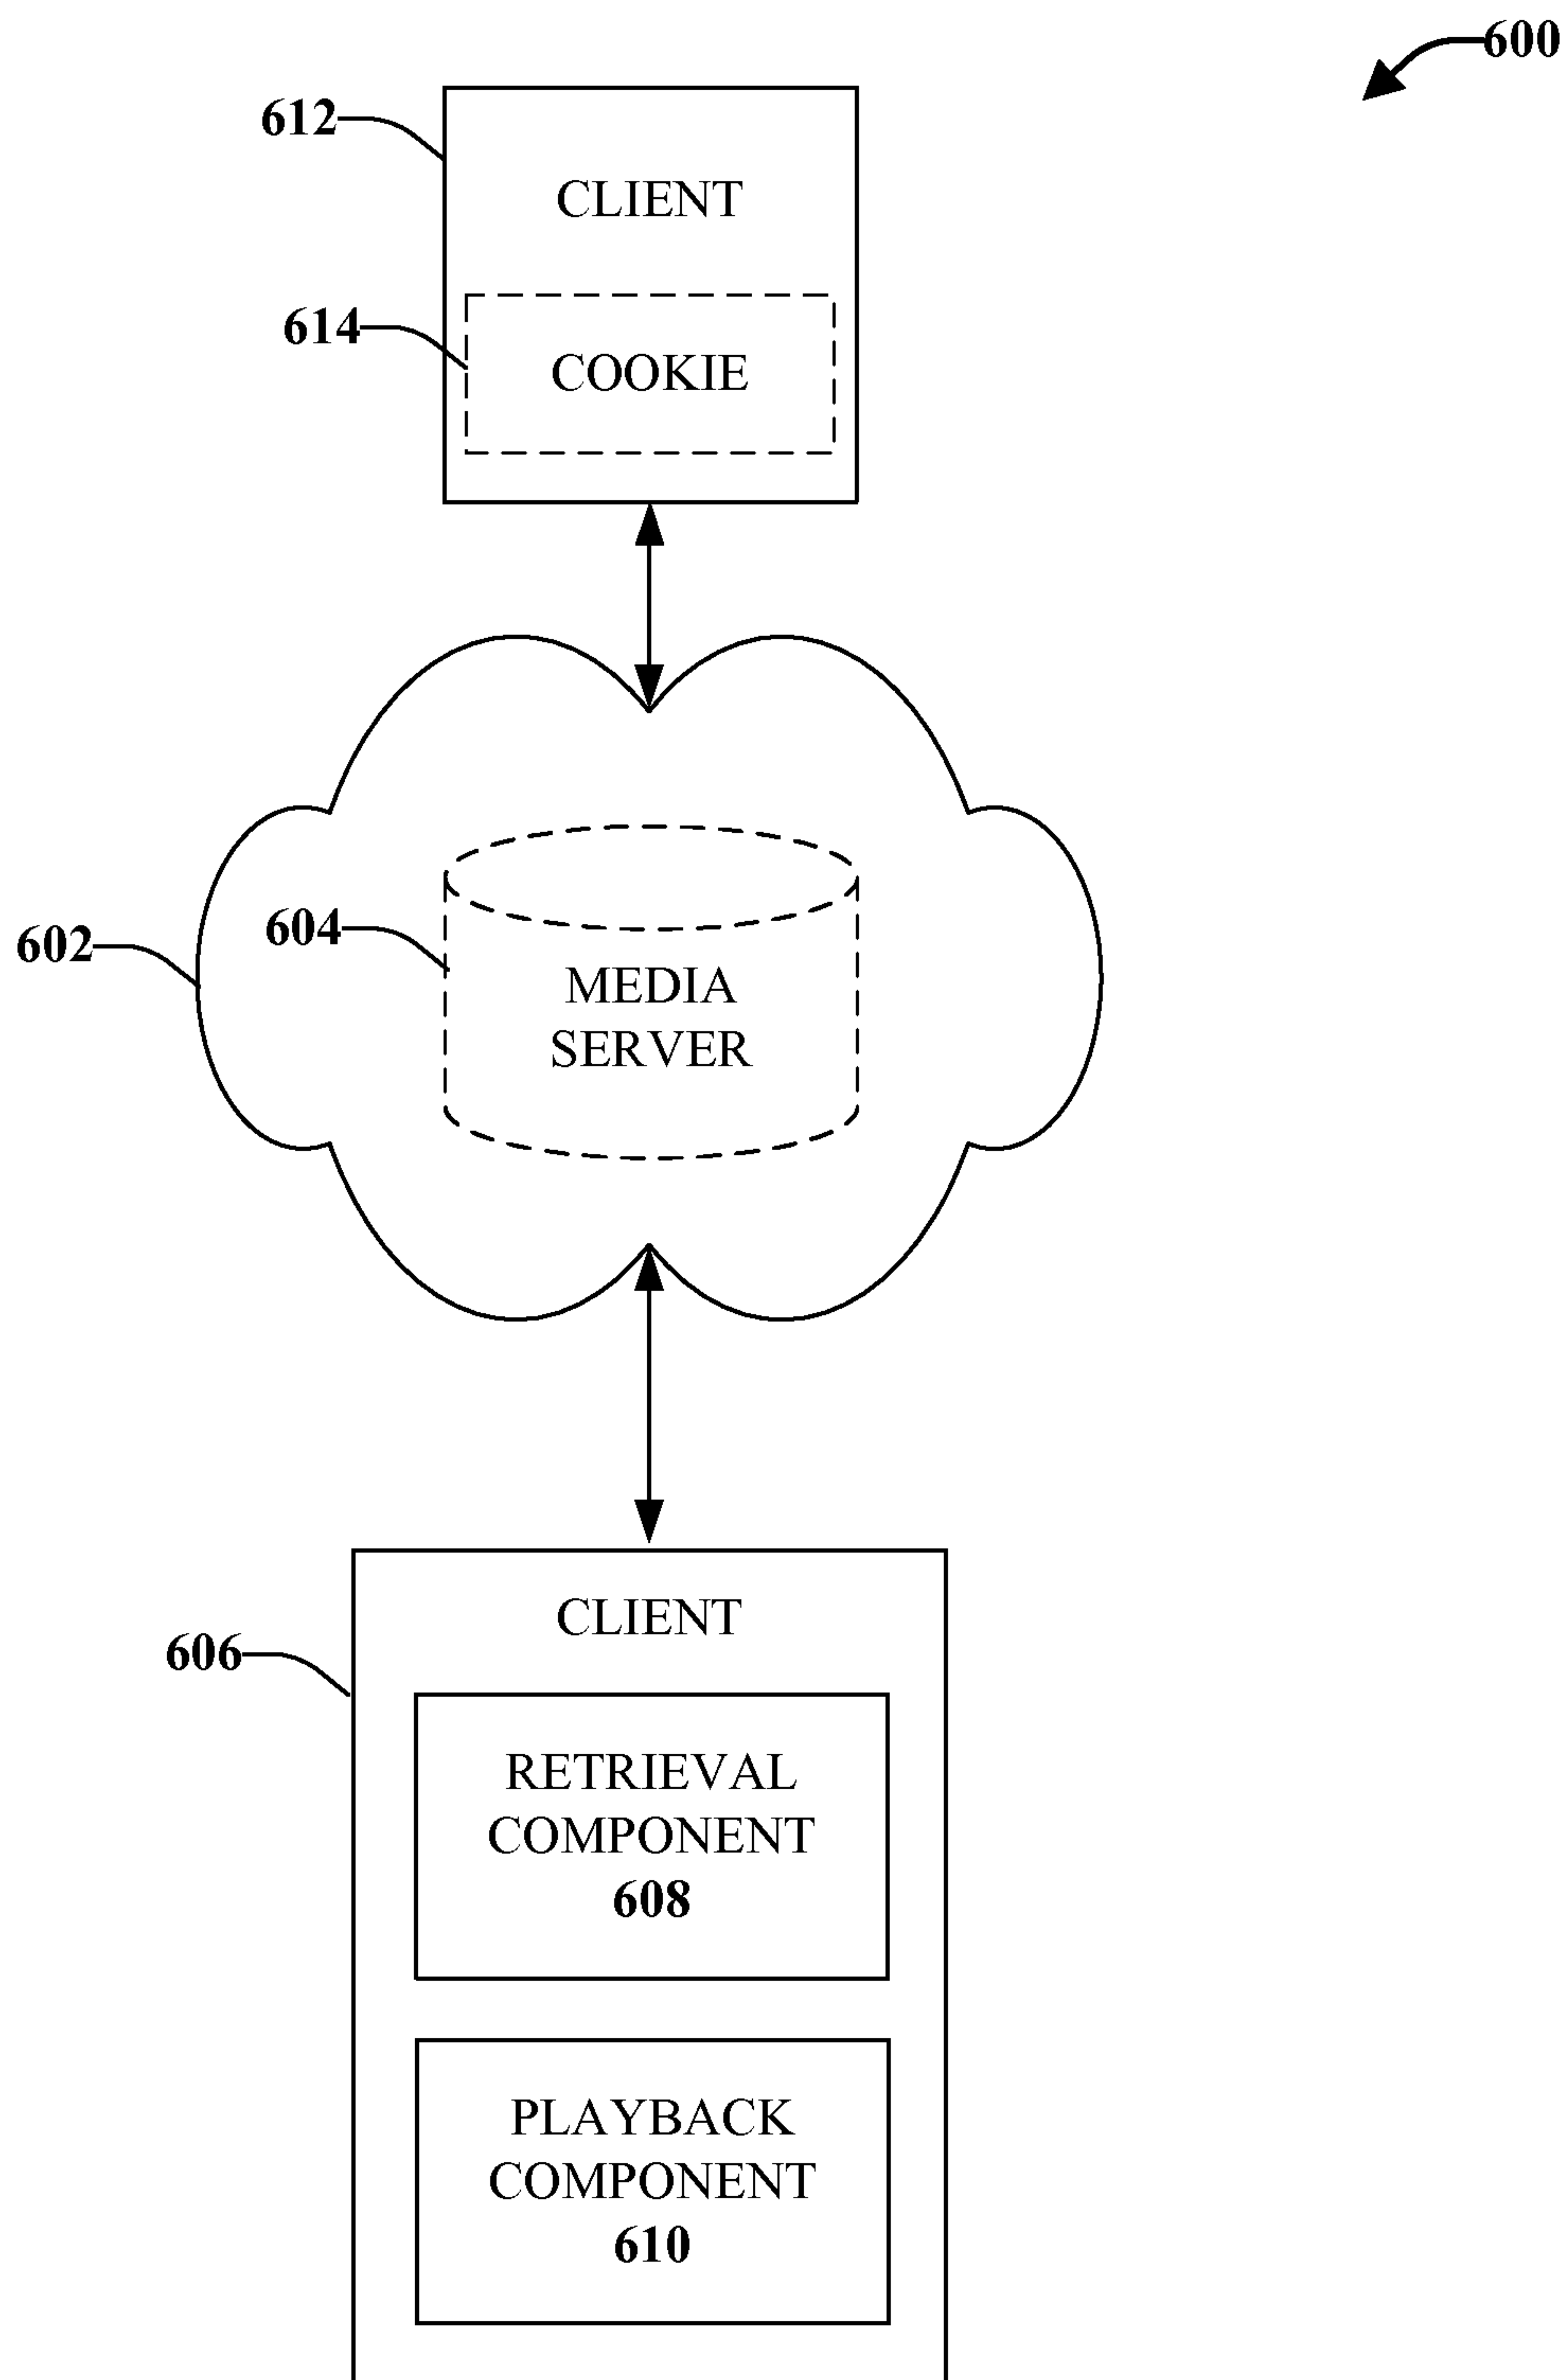 600
612
CLIENT
614
COOKIE
602
604
MEDIA
SERVER
CLIENT
606
RETRIEVAL
COMPONENT
608
PLAYBACK
COMPONENT
610